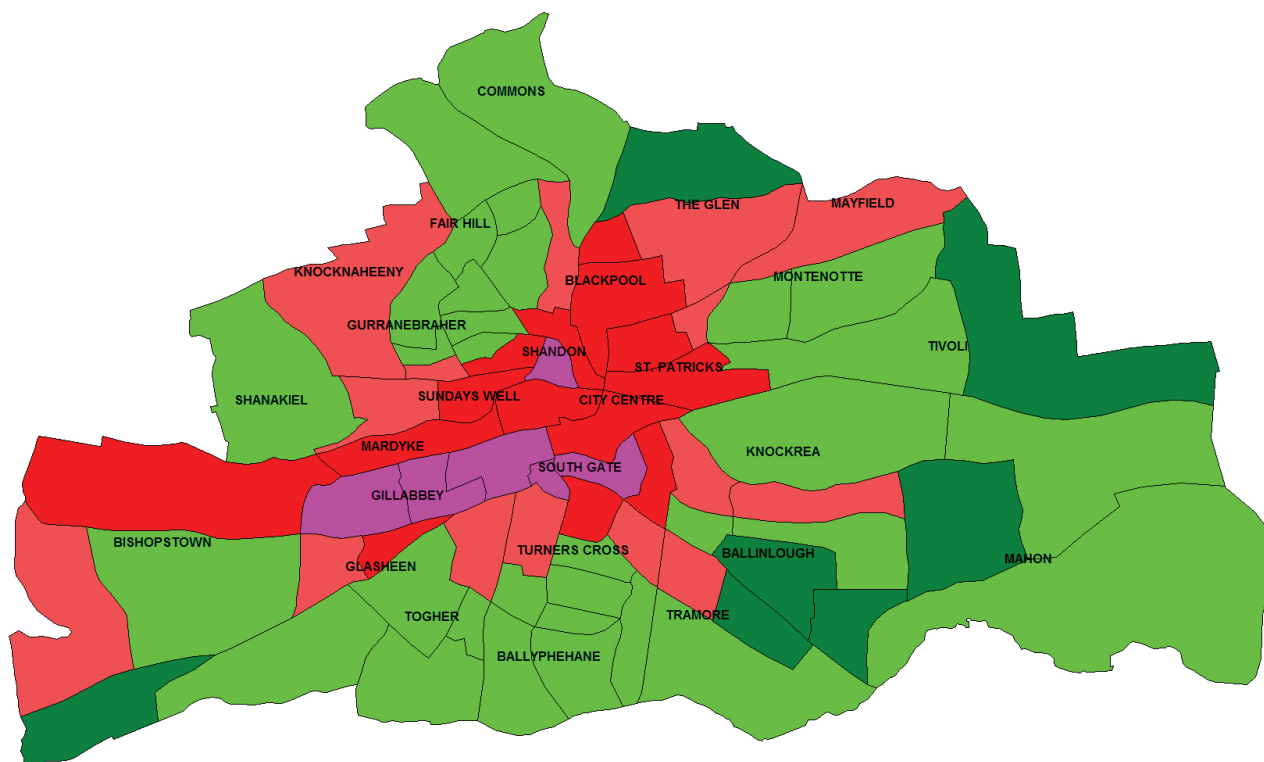 COMMONS
THE GLEN
MAYFIELD
FAIR HILL
KNOCKNAHEENY
BLACKPOOL
MONTENOTTE
GURRANEBRAHER
TIVOLI
SHANDON
ST. PATRICKS
SHANAKIEL
SUNDAYS WELL
CITY CENTRE
MARDYKE
KNOCKREA
SOUTH GATE
GILLABBEY
BISHOPSTOWN
TURNERS CROSS
BALLINLOUGH
MAHON
GLASHEEN
TOGHER
TRAMORE
BALLYPHEHANE